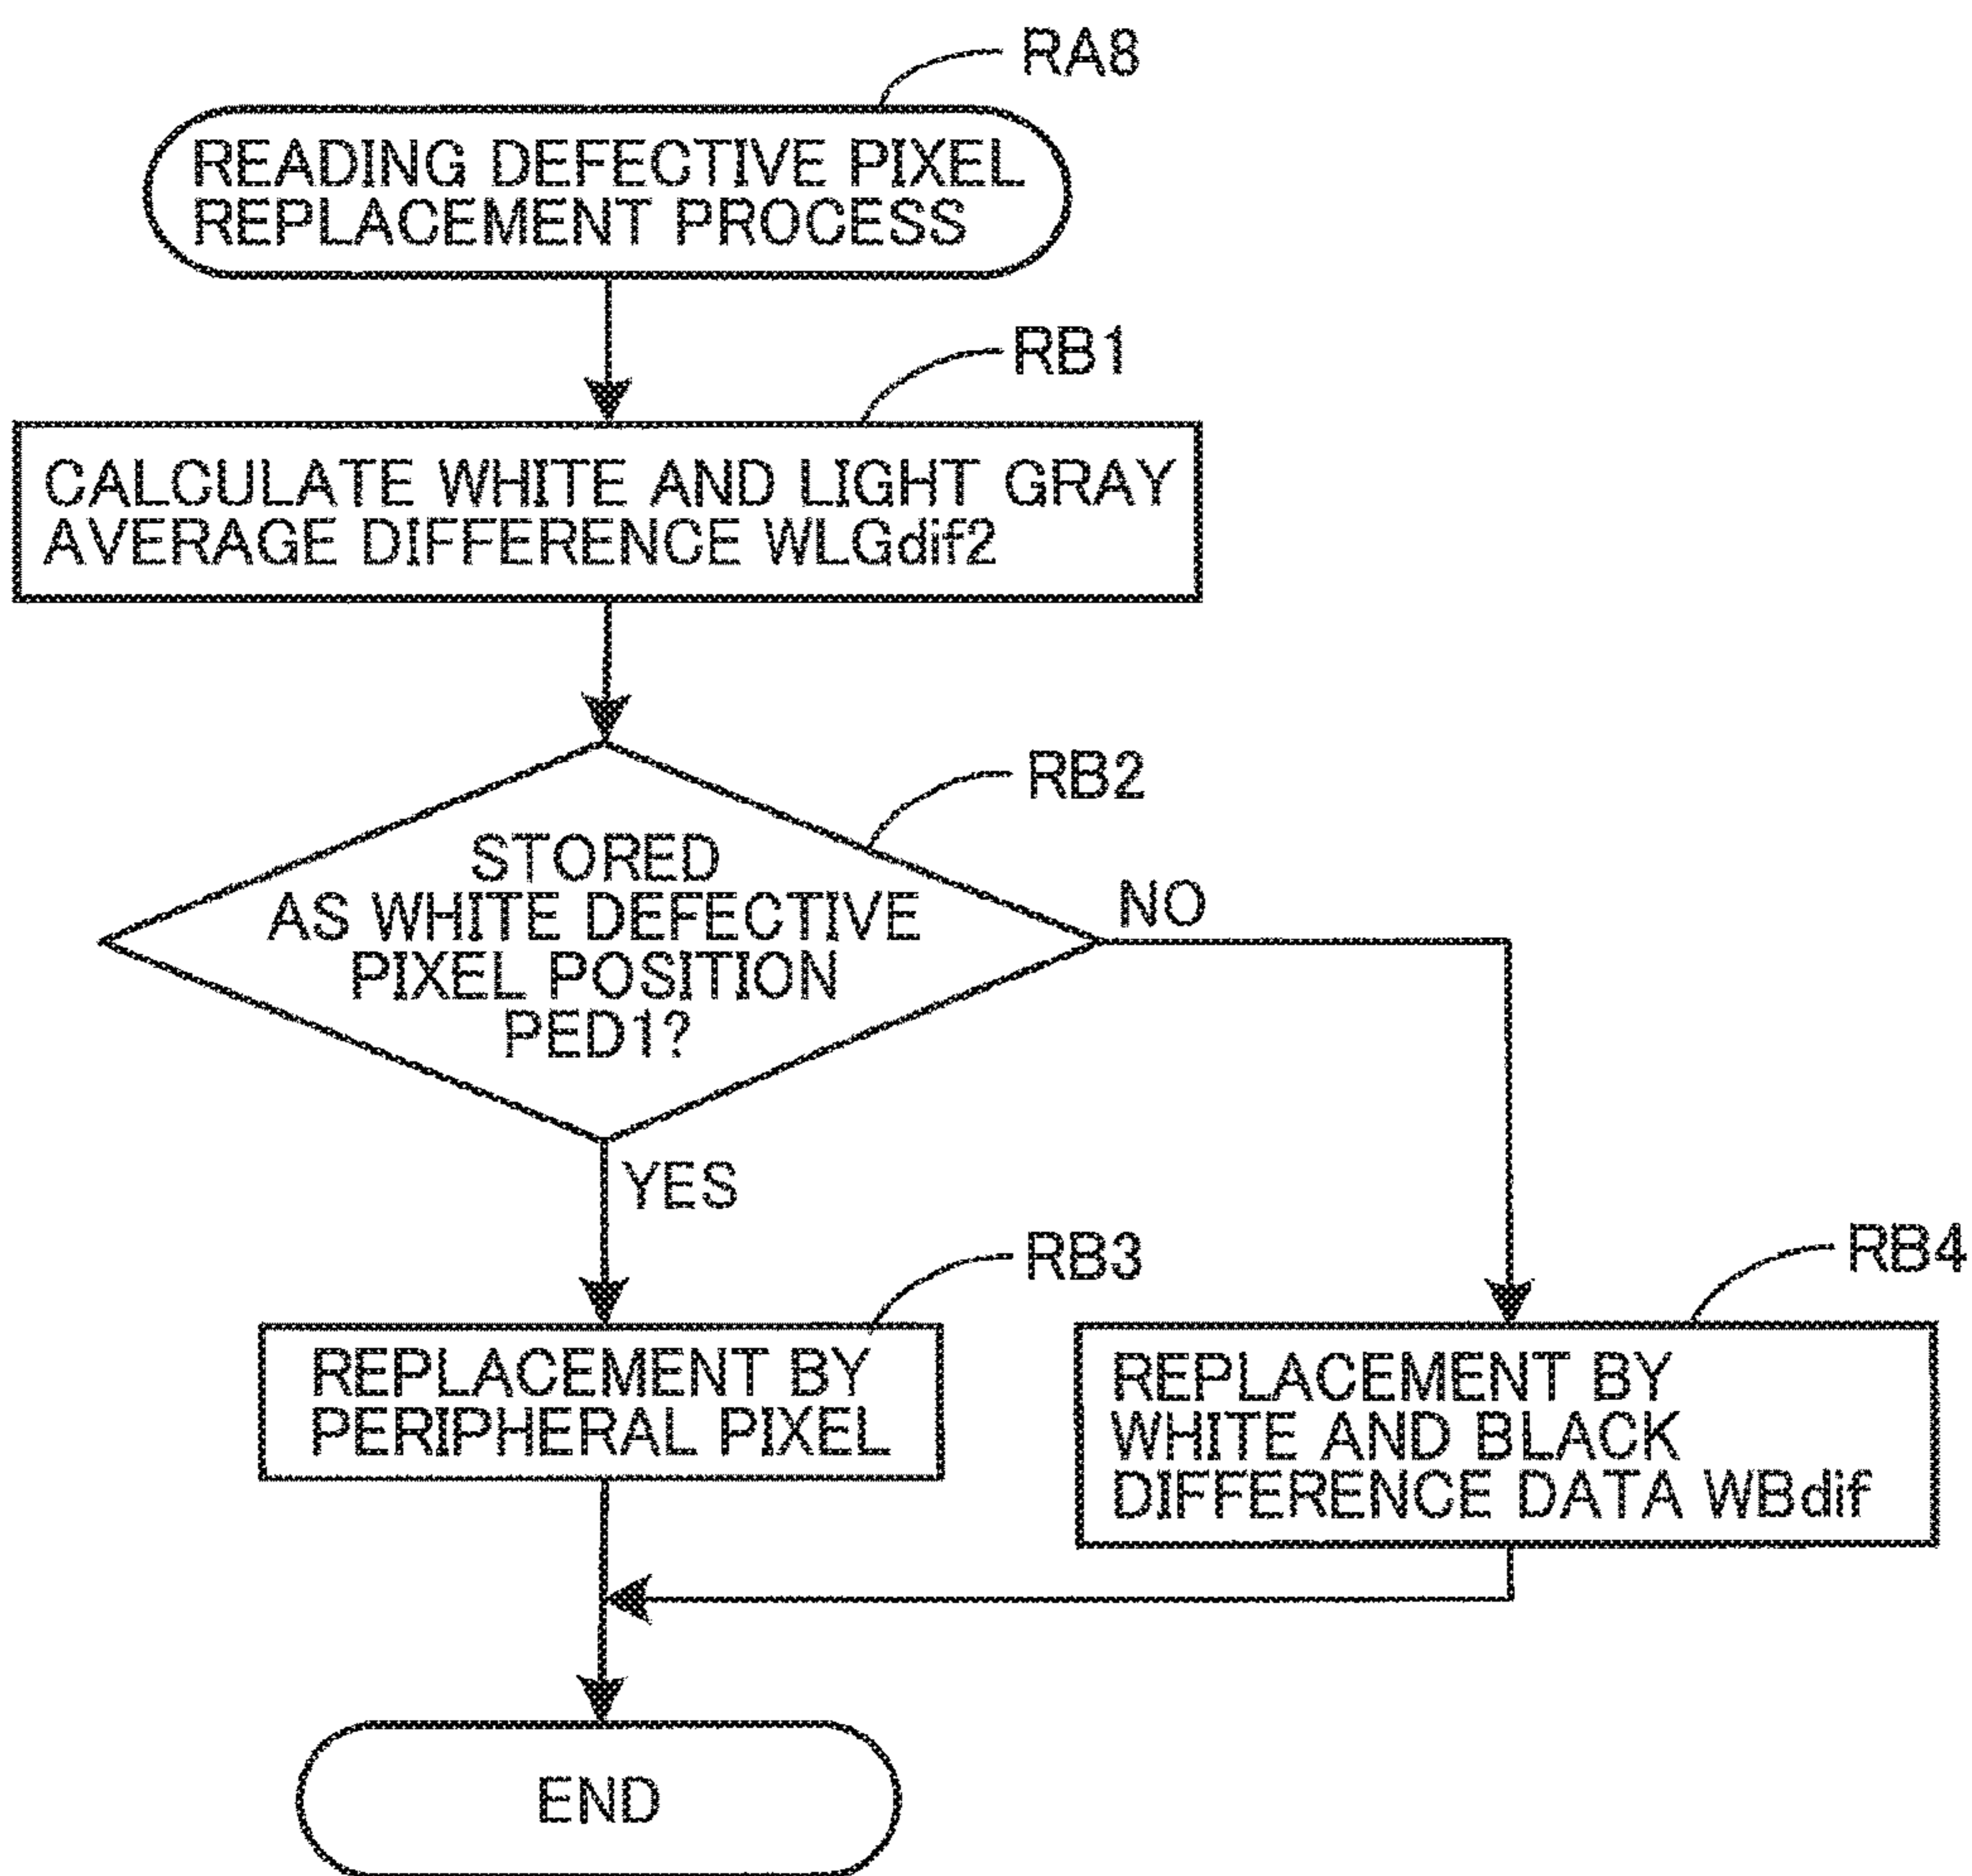 RA8
READING DEFECTIVE PIXEL
REPLACEMENT PROCESS
RB1
CALCULATE WHITE AND LIGHT GRAY
AVERAGE DIFFERENCE WLGdif2
RB2
STORED
AS WHITE DEFECTIVE
PIXEL POSITION
PED1?
NO
YES
RB3
REPLACEMENT BY
PERIPHERAL PIXEL
RB4
REPLACEMENT BY
WHITE AND BLACK
DIFFERENCE DATA WBdif
END